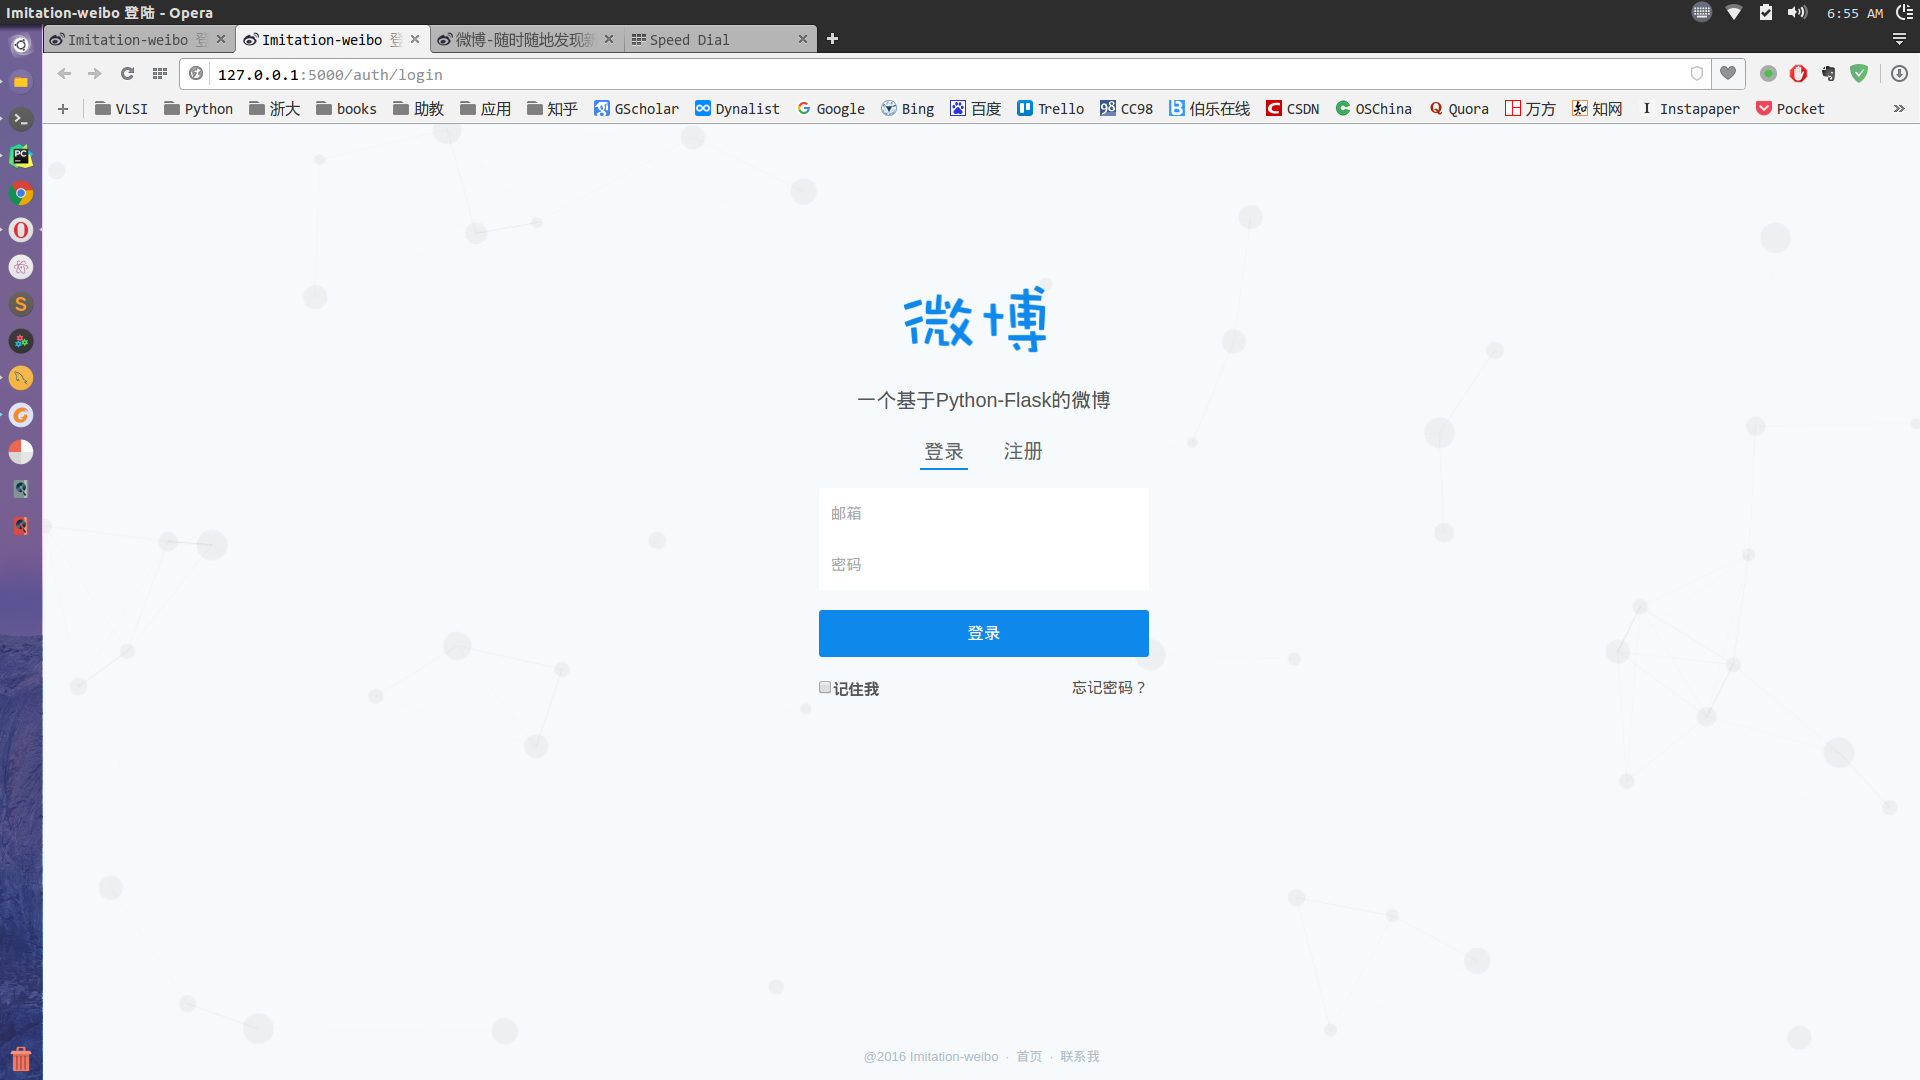 Imitation-weibo 登陆 - Opera
6:55 AM
Imitation-weibo 登
Imitation-weibo 登
微博-随时随地发现新
Speed Dial
127.0.0.1:5000/auth/login
VLSI
Python
浙大
books
助教
应用
知乎
GScholar
Dynalist
Google
Bing
百度
Trello
CC98
伯乐在线
CSDN
OSChina
Quora
万方
知网
Instapaper
Pocket
微博
一个基于Python-Flask的微博
登录 注册
邮箱
密码
登录
记住我 忘记密码？
@2016 Imitation-weibo · 首页 · 联系我